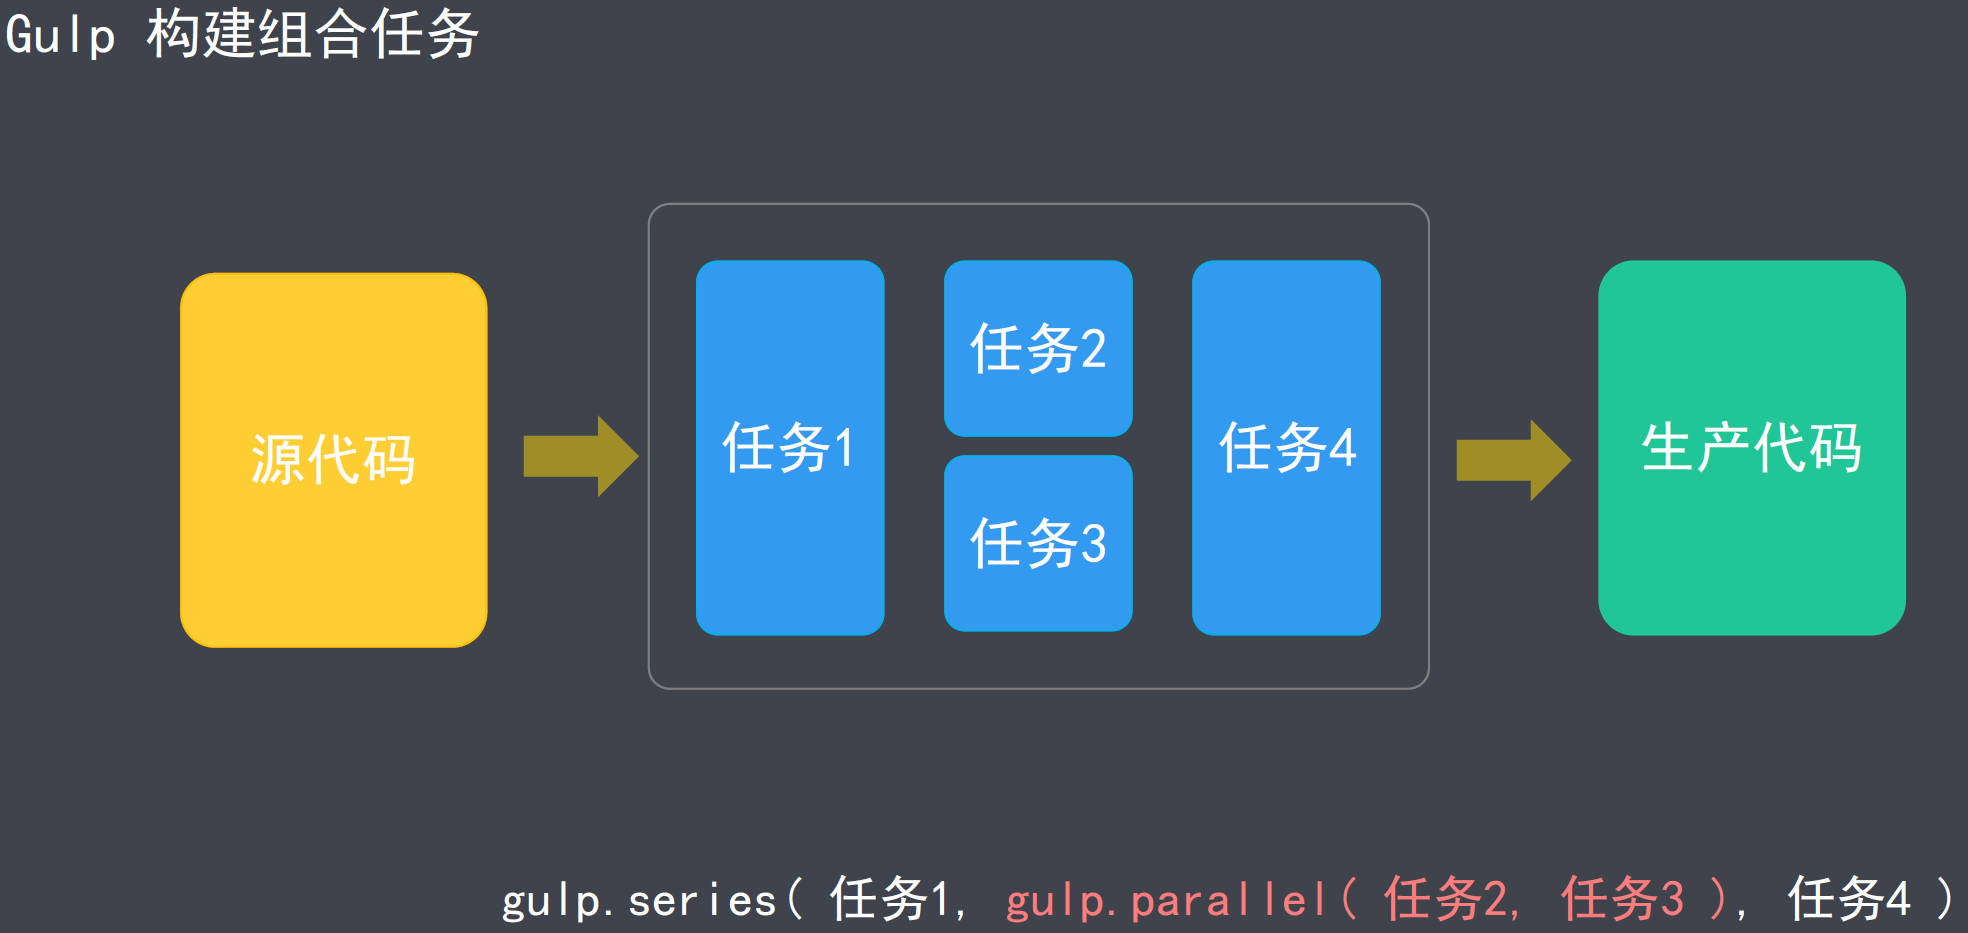 Gulp 构建组合任务
源代码
任务1
任务2
任务3
任务4
生产代码
gulp.series( 任务1, gulp.parallel( 任务2, 任务3 ), 任务4 )